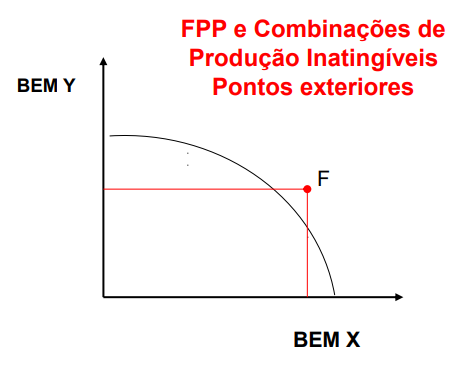 FPP e Combinações de
Produção Inatingíveis
Pontos exteriores
BEM Y
F
BEM X